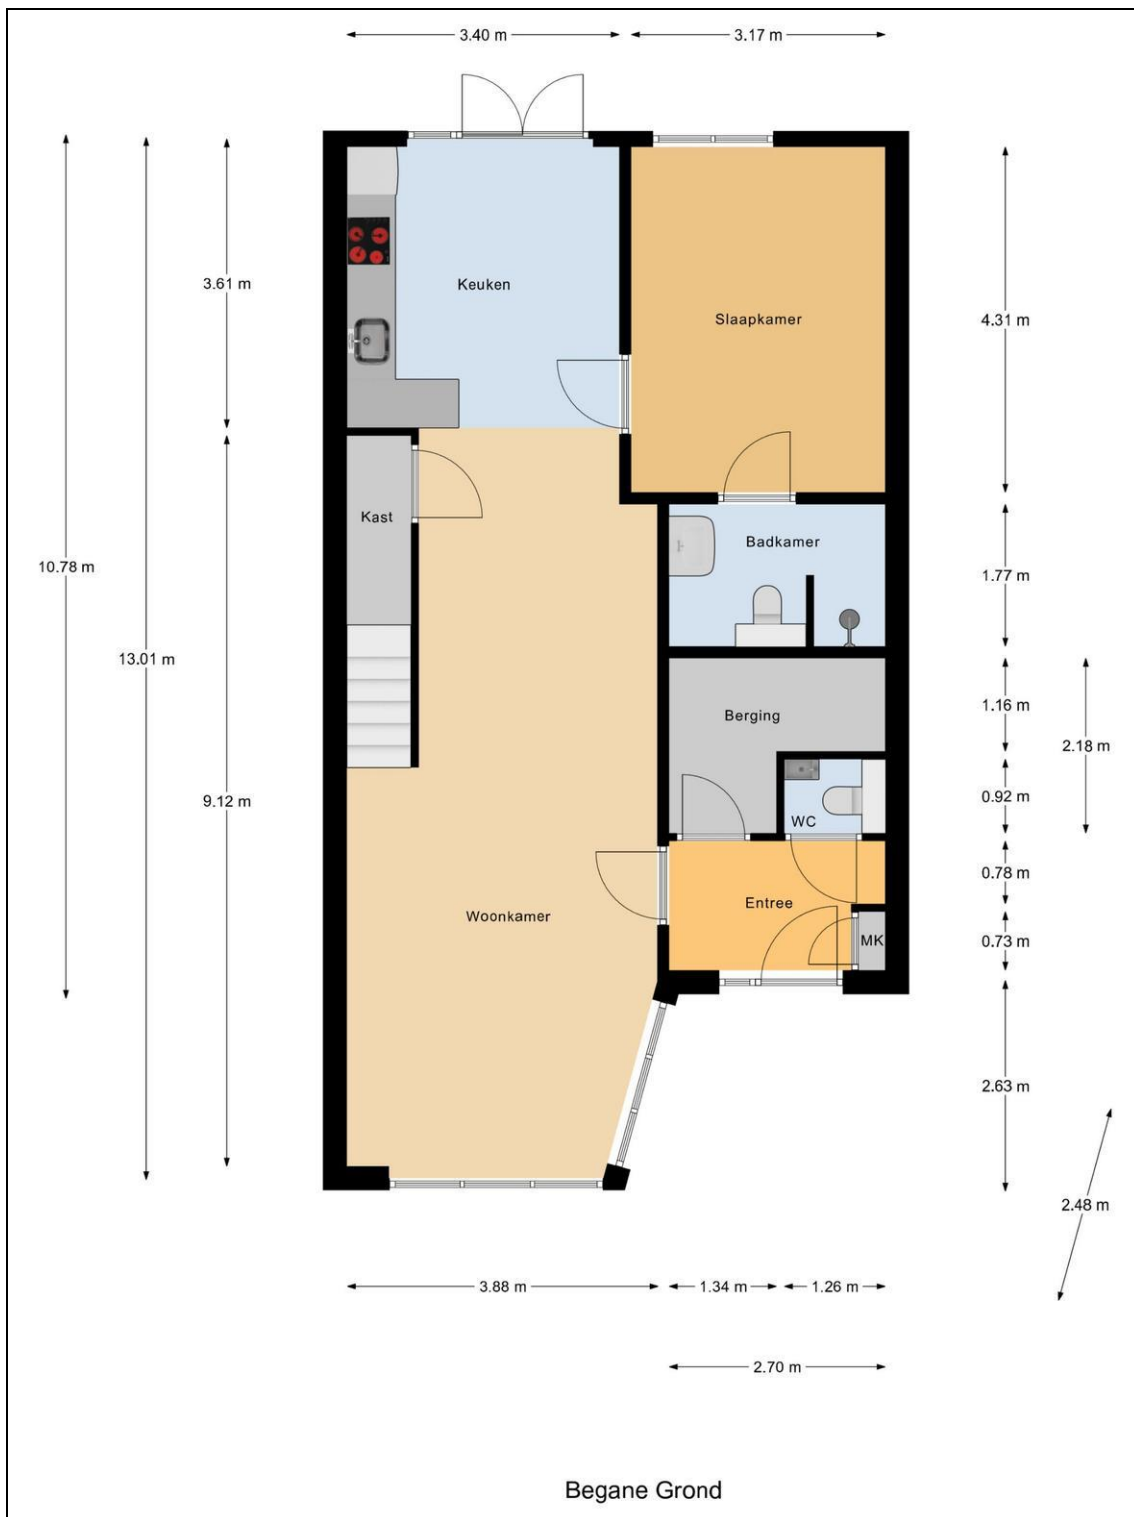 3.40 m
3.17 m
3.61 m
Keuken
Slaapkamer
4.31 m
Kast
Badkamer
10.78 m
1.77 m
13.01 m
1.16 m
Berging
2.18 m
9.12 m
0.92 m
WC
0.78 m
Entree
Woonkamer
MK
0.73 m
2.63 m
2.48 m
3.88 m
1.34 m
1.26 m
2.70 m
Begane Grond